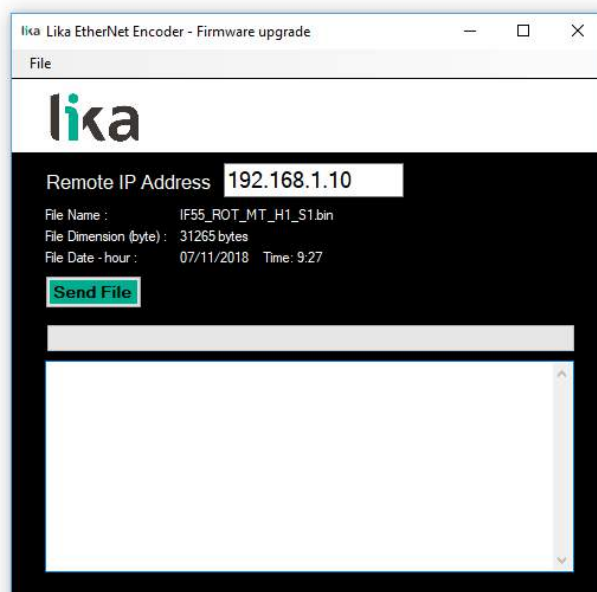 lika Lika EtherNet Encoder - Firmware upgrade
File
lika
Remote IP Address 192.168.1.10
File Name : IF55_ROT_MT_H1_S1.bin
File Dimension (byte) : 31265 bytes
File Date - hour : 07/11/2018 Time: 9:27
Send File